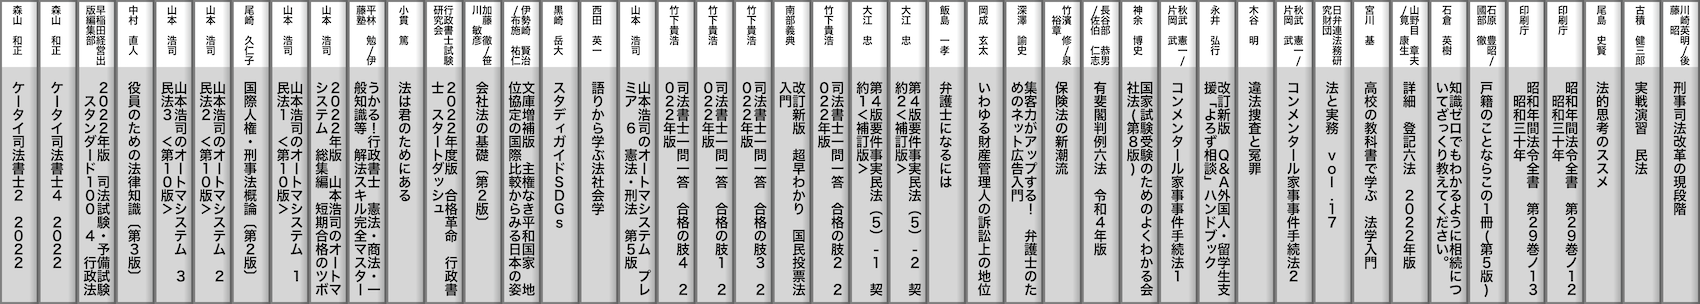 川崎英明/後
藤 昭
刑事司法改革の現段階
古積 健三郎
実戦演習 民法
尾島 史賢
法的思考のススメ
印刷庁
昭和年間法令全書 第29巻ノ12
昭和三十年
印刷庁
昭和年間法令全書 第29巻ノ13
昭和三十年
石原 豊昭/
國部 徹
戸籍のことならこの1冊(第5版)
石倉 英樹
知識ゼロでもわかるように相続につ
いてざっくり教えてください。
山野目 章夫
/筧 康生
詳細 登記六法 2022年版
宮川 基
高校の教科書で学ぶ 法学入門
日弁連法務研
究財団
法と実務 vol.17
秋武 憲一/
片岡 武
コンメンタール家事事件手続法2
木谷 明
違法捜査と冤罪
永井 弘行
改訂新版 Q&A外国人・留学生支
援「よろず相談」ハンドブック
秋武 憲一/
片岡 武
コンメンタール家事事件手続法1
神余 博史
国家試験受験のためのよくわかる会
社法(第8版)
長谷部 恭男
/佐伯 仁志
有斐閣判例六法 令和4年版
竹濵 修/泉
裕章
保険法の新潮流
深澤 諭史
集客力がアップする! 弁護士のた
めのネット広告入門
岡成 玄太
いわゆる財産管理人の訴訟上の地位
飯島 一孝
弁護士になるには
大江 忠
第4版要件事実民法(5)-2 契
約2<補訂版>
大江 忠
第4版要件事実民法(5)-1 契
約1<補訂版>
竹下貴浩
司法書士一問一答 合格の肢2 2
022年版
南部義典
改訂新版 超早わかり 国民投票法
入門
竹下貴浩
司法書士一問一答 合格の肢3 2
022年版
竹下貴浩
司法書士一問一答 合格の肢1 2
022年版
竹下貴浩
司法書士一問一答 合格の肢4 2
022年版
山本 浩司
山本浩司のオートマシステム プレ
ミア 6 憲法・刑法 第5版
西田 英一
語りから学ぶ法社会学
黒崎 岳大
スタディガイドSDGs
伊勢﨑 賢治
/布施 祐仁
文庫増補版 主権なき平和国家 地
位協定の国際比較からみる日本の姿
加藤 徹/笹
川 敏彦
会社法の基礎〔第2版〕
行政書士試験
研究会
2022年度版 合格革命 行政書
士 スタートダッシュ
小貫 篤
法は君のためにある
平林 勉/伊
藤塾
うかる!行政書士 憲法・商法・一
般知識等 解法スキル完全マスター
山本 浩司
2022年版 山本浩司のオートマ
システム 総集編 短期合格のツボ
山本 浩司
山本浩司のオートマシステム 1
民法1 <第10版>
尾﨑 久仁子
国際人権・刑事法概論〔第2版〕
山本 浩司
山本浩司のオートマシステム 2
民法2 <第10版>
山本 浩司
山本浩司のオートマシステム 3
民法3 <第10版>
中村 直人
役員のための法律知識〔第3版〕
早稲田経営出
版編集部
2022年版 司法試験・予備試験
スタンダード100 4 行政法
森山 和正
ケータイ司法書士4 2022
森山 和正
ケータイ司法書士2 2022